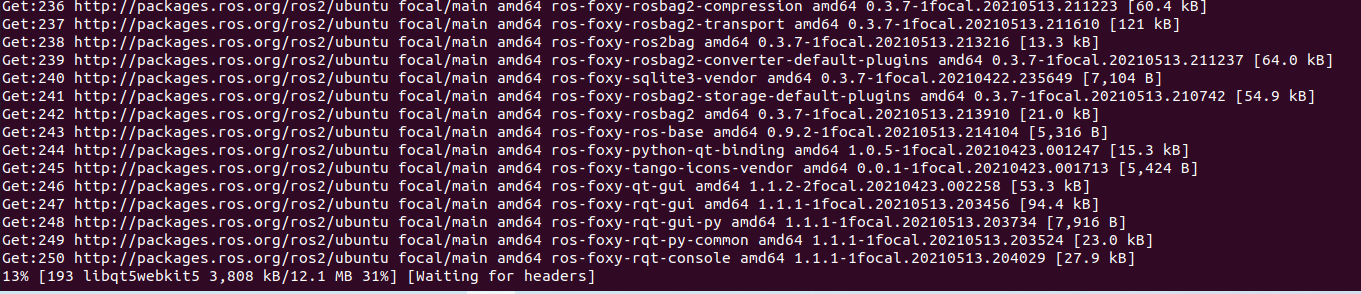 Get:236 http://packages.ros.org/ros2/ubuntu focal/main amd64 ros-foxy-rosbag2-compression amd64 0.3.7-1focal.20210513.211223 [60.4 kB]
Get:237 http://packages.ros.org/ros2/ubuntu focal/main amd64 ros-foxy-rosbag2-transport amd64 0.3.7-1focal.20210513.211610 [121 kB]
Get:238 http://packages.ros.org/ros2/ubuntu focal/main amd64 ros-foxy-ros2bag amd64 0.3.7-1focal.20210513.213216 [13.3 kB]
Get:239 http://packages.ros.org/ros2/ubuntu focal/main amd64 ros-foxy-rosbag2-converter-default-plugins amd64 0.3.7-1focal.20210513.211237 [64.0 kB]
Get:240 http://packages.ros.org/ros2/ubuntu focal/main amd64 ros-foxy-sqlite3-vendor amd64 0.3.7-1focal.20210422.235649 [7,104 B]
Get:241 http://packages.ros.org/ros2/ubuntu focal/main amd64 ros-foxy-rosbag2-storage-default-plugins amd64 0.3.7-1focal.20210513.210742 [54.9 kB]
Get:242 http://packages.ros.org/ros2/ubuntu focal/main amd64 ros-foxy-rosbag2 amd64 0.3.7-1focal.20210513.213910 [21.0 kB]
Get:243 http://packages.ros.org/ros2/ubuntu focal/main amd64 ros-foxy-ros-base amd64 0.9.2-1focal.20210513.214104 [5,316 B]
Get:244 http://packages.ros.org/ros2/ubuntu focal/main amd64 ros-foxy-python-qt-binding amd64 1.0.5-1focal.20210423.001247 [15.3 kB]
Get:245 http://packages.ros.org/ros2/ubuntu focal/main amd64 ros-foxy-tango-icons-vendor amd64 0.0.1-1focal.20210423.001713 [5,424 B]
Get:246 http://packages.ros.org/ros2/ubuntu focal/main amd64 ros-foxy-qt-gui amd64 1.1.2-2focal.20210423.002258 [53.3 kB]
Get:247 http://packages.ros.org/ros2/ubuntu focal/main amd64 ros-foxy-rqt-gui amd64 1.1.1-1focal.20210513.203456 [94.4 kB]
Get:248 http://packages.ros.org/ros2/ubuntu focal/main amd64 ros-foxy-rqt-gui-py amd64 1.1.1-1focal.20210513.203734 [7,916 B]
Get:249 http://packages.ros.org/ros2/ubuntu focal/main amd64 ros-foxy-rqt-py-common amd64 1.1.1-1focal.20210513.203524 [23.0 kB]
Get:250 http://packages.ros.org/ros2/ubuntu focal/main amd64 ros-foxy-rqt-console amd64 1.1.1-1focal.20210513.204029 [27.9 kB]
13% [193 libqt5webkit5 3,808 kB/12.1 MB 31%] [Waiting for headers]